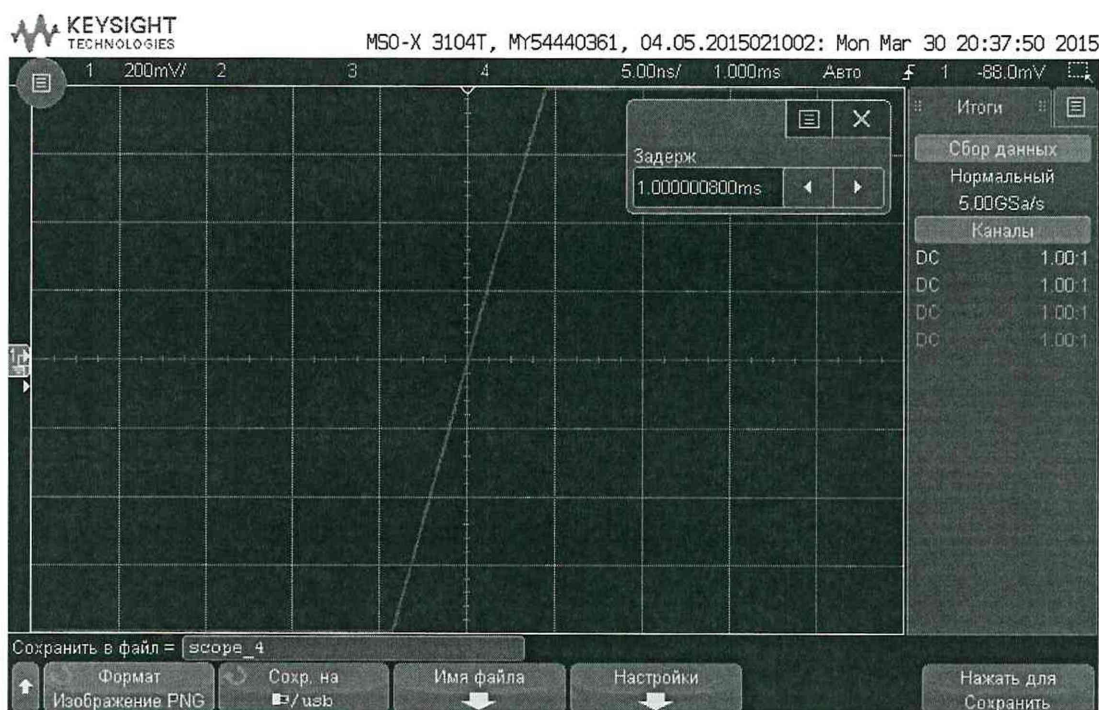 KEYSIGHT
TECHNOLOGIES
MSO-X 3104T, MY54440361, 04.05.2015021002: Mon Mar 30 20:37:50 2015
1 200mV/ 2 3 4 5.00ns/ 1.000ms Авто 1 -88.0mV
Итоги
Задерж
1.000000800ms
Сбор данных
Нормальный
5.00GSa/s
Каналы
DC 1.00:1
DC 1.00:1
DC 1.00:1
DC 1.00:1
Сохранить в файл = scope_4
Формат
Изображение PNG
Сохр. на
/usb
Имя файла
Настройки
Нажать для
Сохранить